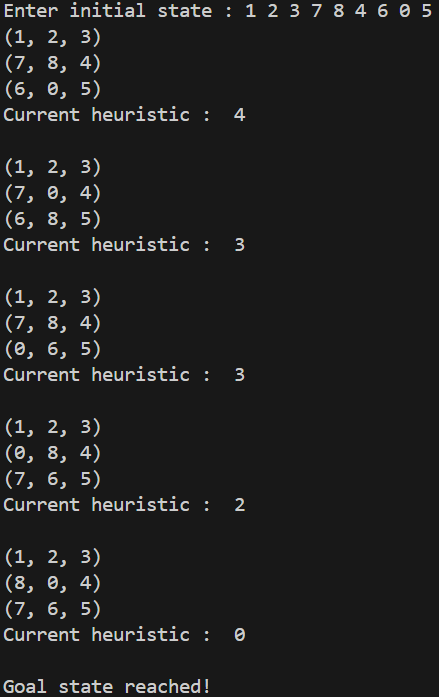 Enter initial state : 1 2 3 7 8 4 6 0 5
(1, 2, 3)
(7, 8, 4)
(6, 0, 5)
Current heuristic :  4
(1, 2, 3)
(7, 0, 4)
(6, 8, 5)
Current heuristic :  3
(1, 2, 3)
(7, 8, 4)
(0, 6, 5)
Current heuristic :  3
(1, 2, 3)
(0, 8, 4)
(7, 6, 5)
Current heuristic :  2
(1, 2, 3)
(8, 0, 4)
(7, 6, 5)
Current heuristic :  0
Goal state reached!